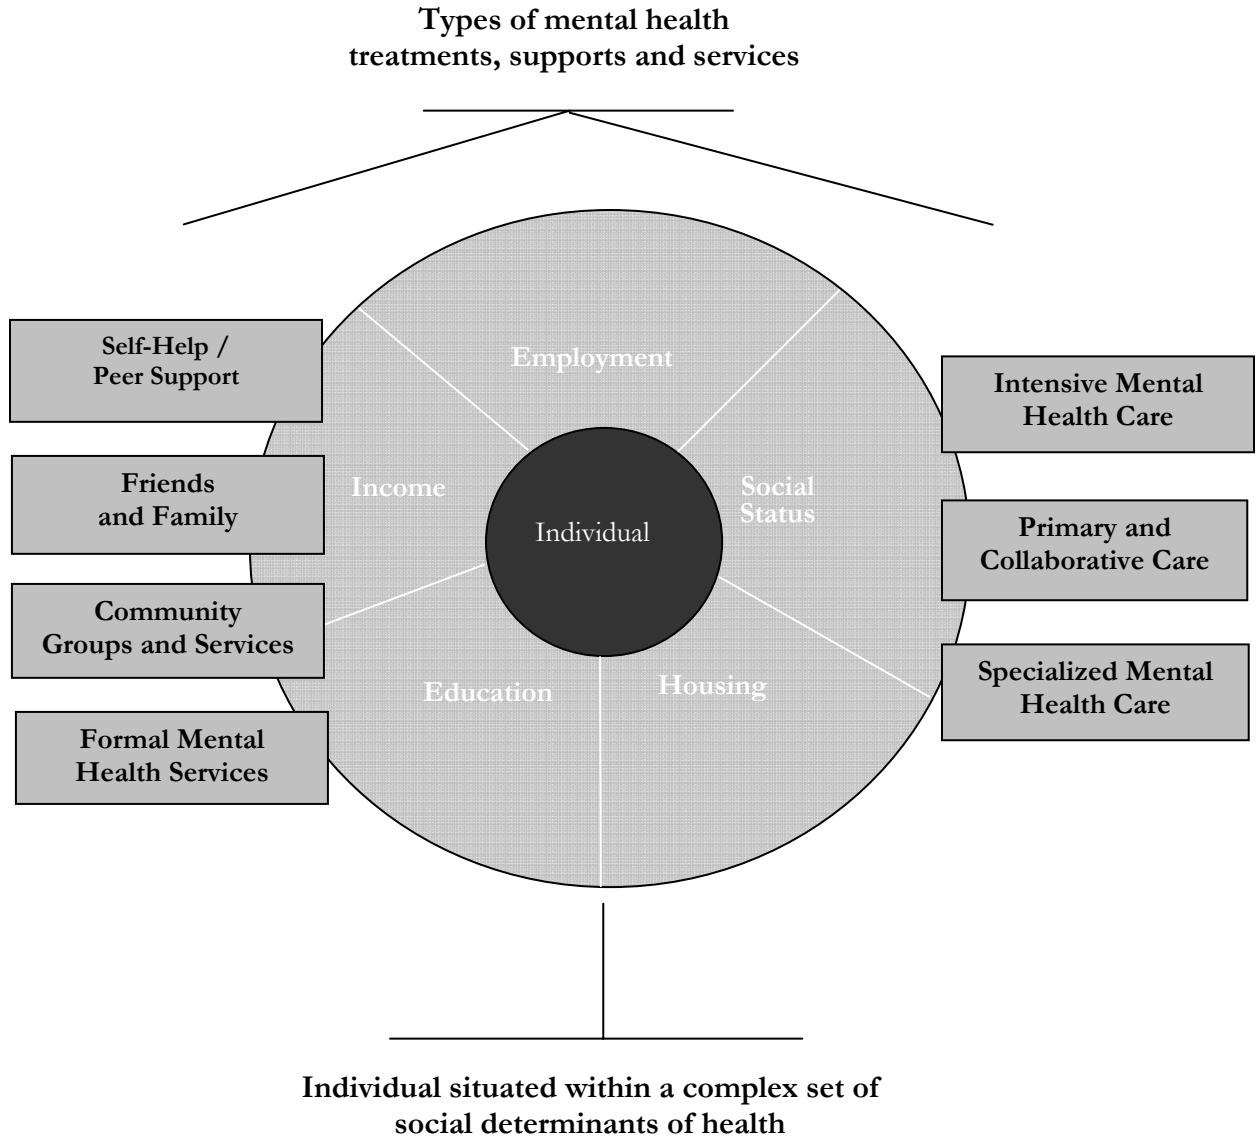 Types of mental health
treatments, supports and services
Self-Help /
Peer Support
Friends
and Family
Community
Groups and Services
Formal Mental
Health Services
Employment
Income
Individual
Social
Status
Education
Housing
Intensive Mental
Health Care
Primary and
Collaborative Care
Specialized Mental
Health Care
Individual situated within a complex set of
social determinants of health